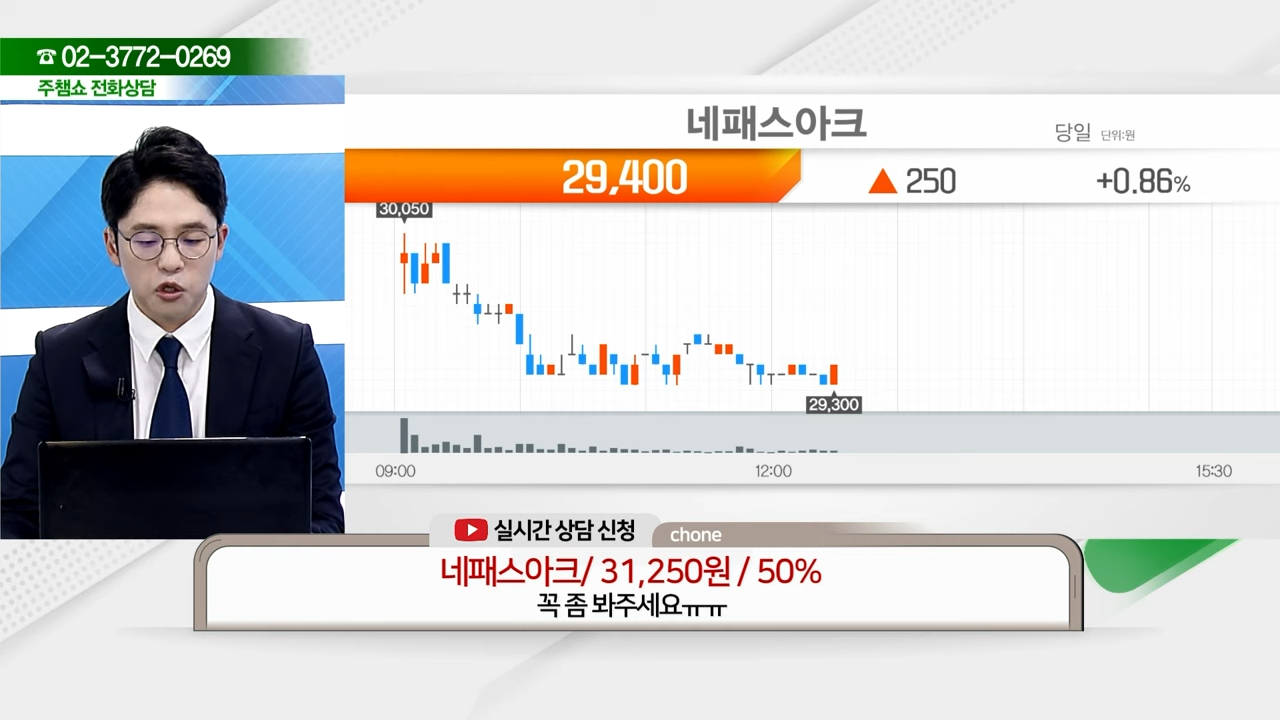 ☎ 02-3772-0269
주챔쇼 전화상담
네패스아크
당일 단위:원
29,400 ▲ 250 +0.86%
30,050
29,300
09:00 12:00 15:30
실시간 상담 신청 chone
네패스아크/ 31,250원 / 50%
꼭 좀 봐주세요ㅠㅠ